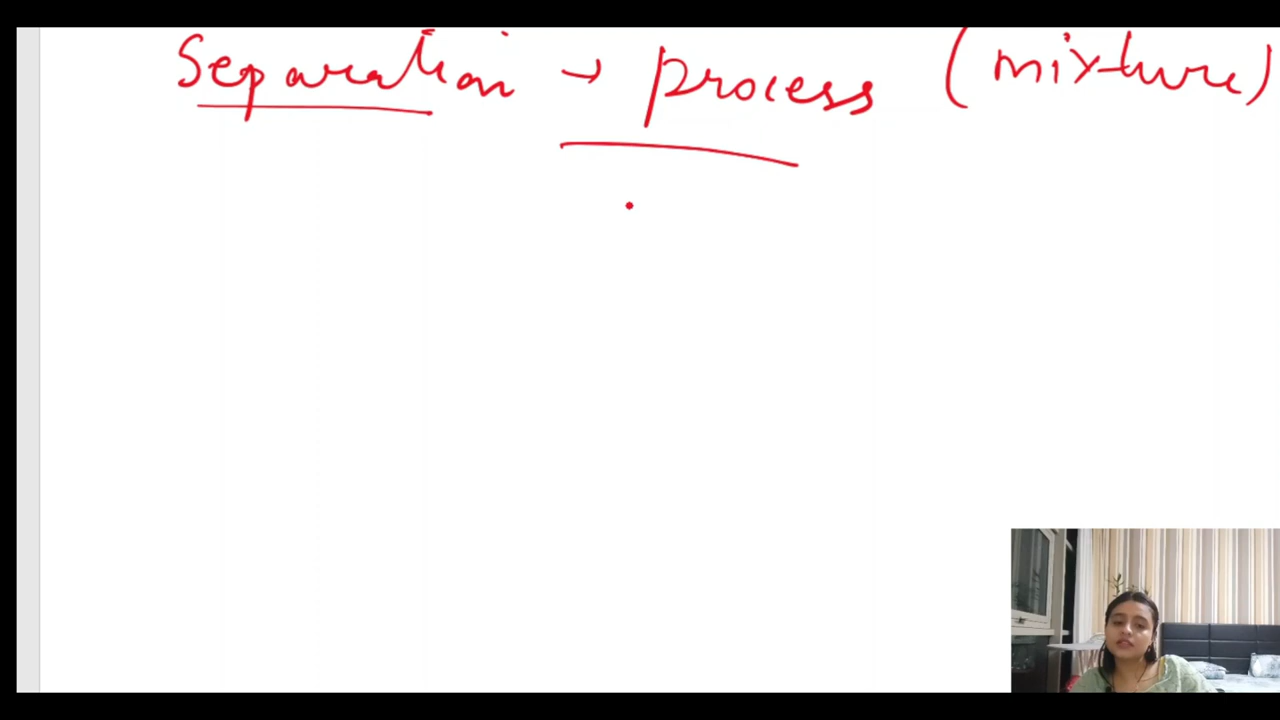 Separation → process (mixture)